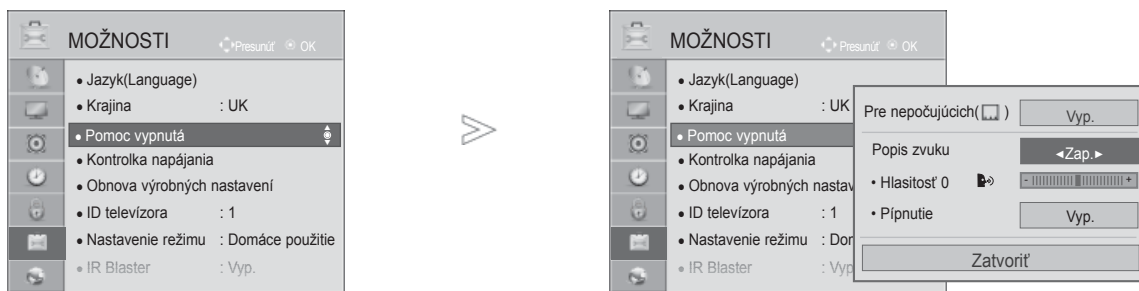 MOŽNOSTI Presunúť OK
• Jazyk(Language)
• Krajina : UK
• Pomoc vypnutá
• Kontrolka napájania
• Obnova výrobných nastavení
• ID televízora : 1
• Nastavenie režimu : Domáce použitie
• IR Blaster : Vyp.
MOŽNOSTI Presunúť OK
• Jazyk(Language)
• Krajina : UK
• Pomoc vypnutá
• Kontrolka napájania
• Obnova výrobných nastav
• ID televízora : 1
• Nastavenie režimu : Dor
• IR Blaster : Vyp
Pre nepočujúcich( ) Vyp.
Popis zvuku ◄Zap.►
• Hlasitosť 0 - +
• Pípnutie Vyp.
Zatvoriť